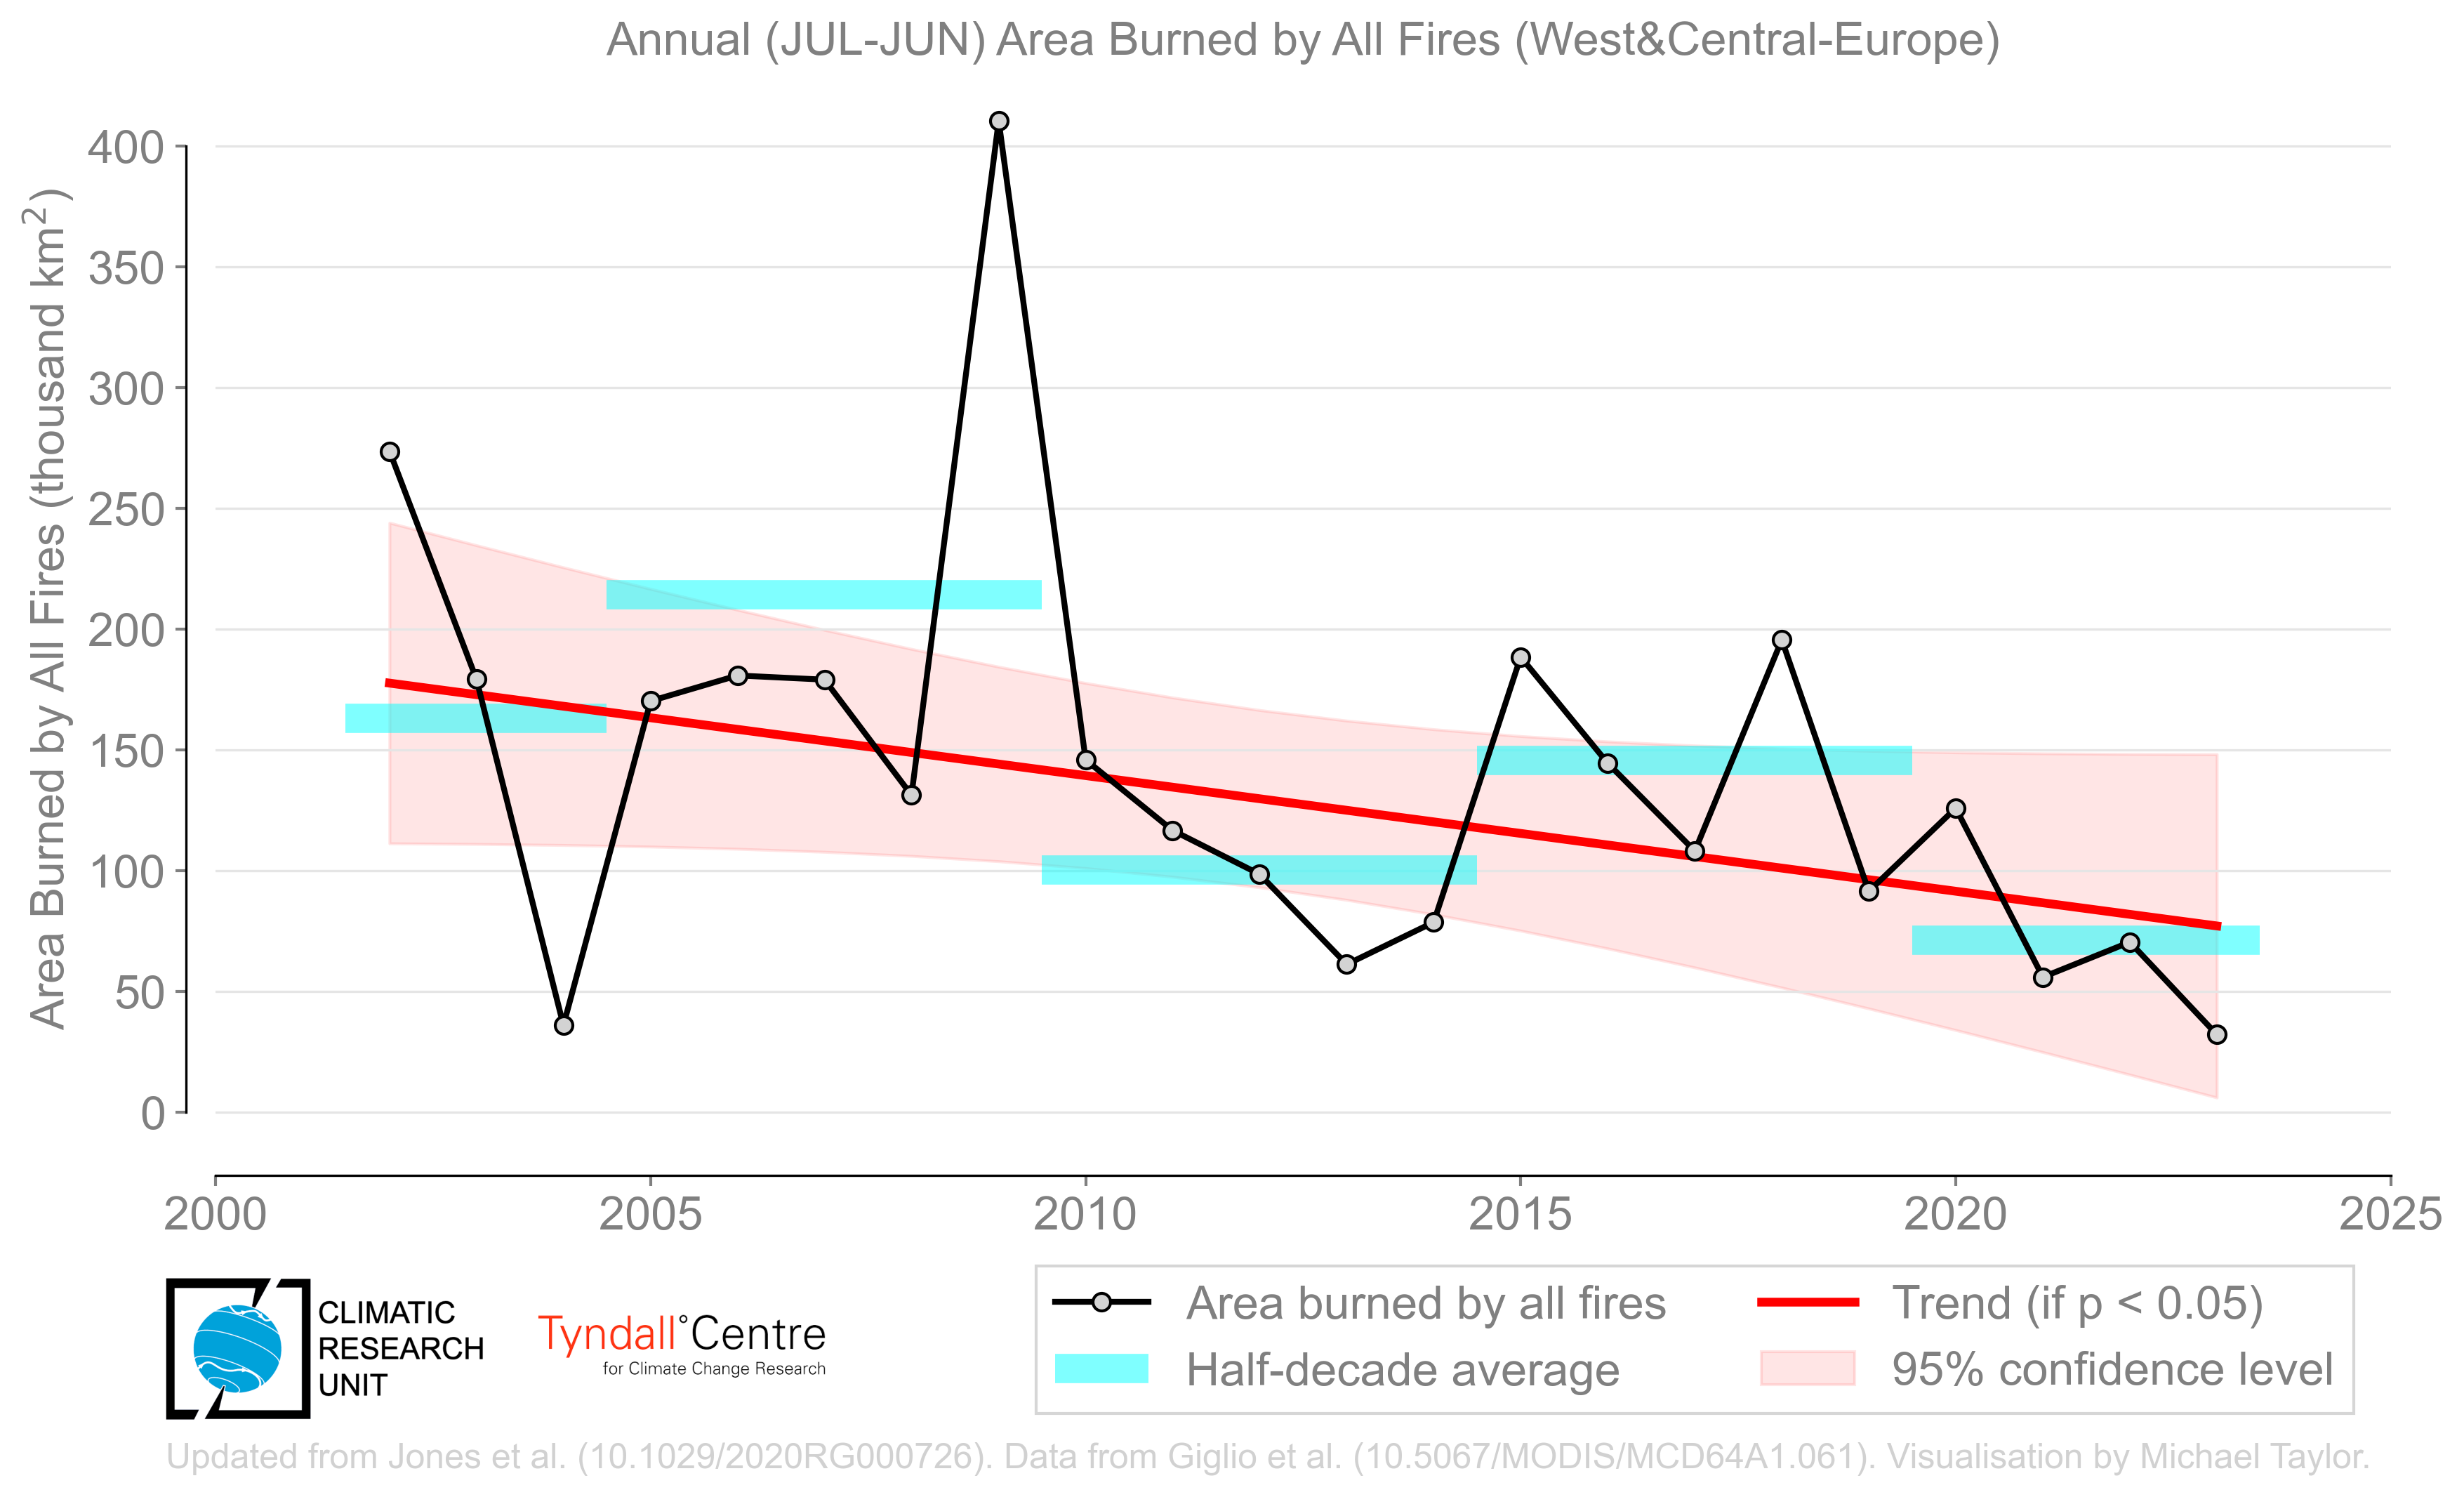 Annual (JUL-JUN) Area Burned by All Fires (West&Central-Europe)
Area Burned by All Fires (thousand km²)
400
350
300
250
200
150
100
50
0
2000 2005 2010 2015 2020 2025
CLIMATIC
RESEARCH
UNIT
Tyndall°Centre
for Climate Change Research
Area burned by all fires
Half-decade average
Trend (if p < 0.05)
95% confidence level
Updated from Jones et al. (10.1029/2020RG000726). Data from Giglio et al. (10.5067/MODIS/MCD64A1.061). Visualisation by Michael Taylor.